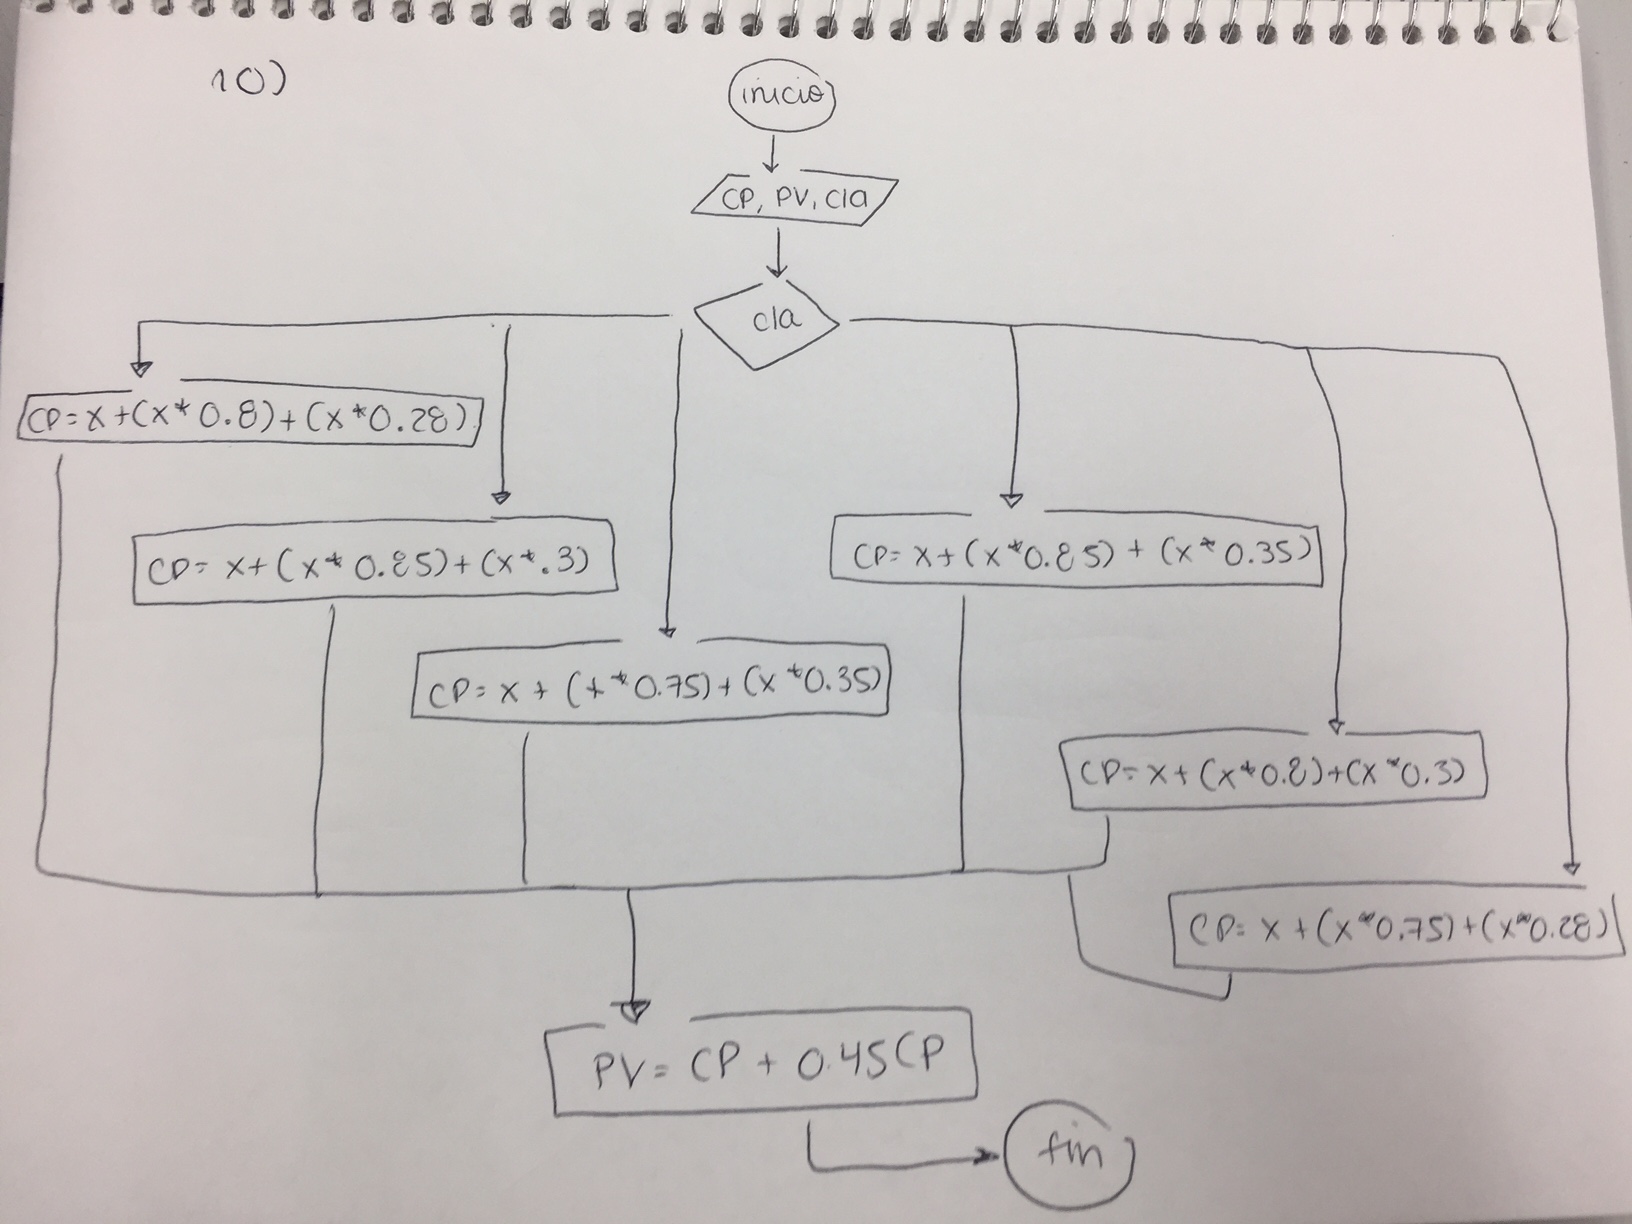 10)
inicio
CP, PV, cla
cla
CP=x+(x*0.8)+(x*0.28)
CP= x+(x*0.85)+(x*.3)
CP= x+(x*0.85) + (x*0.35)
CP= x + (x*0.75)+(x*0.35)
CP= x+(x*0.8)+(x*0.3)
CP= x +(x*0.75)+(x*0.28)
PV= CP + 0.45CP
fin